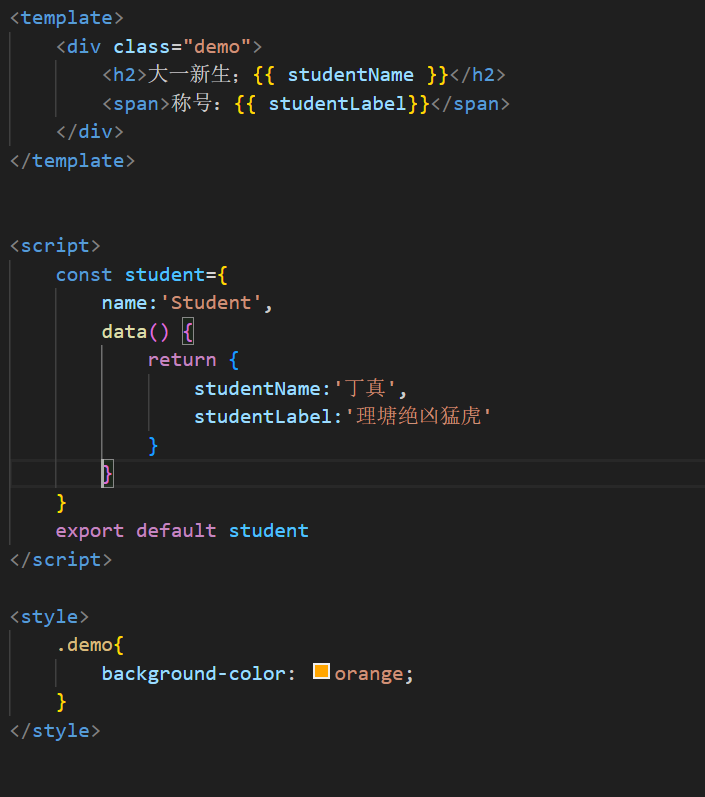 <template>
    <div class="demo">
        <h2>大一新生；{{ studentName }}</h2>
        <span>称号：{{ studentLabel}}</span>
    </div>
</template>
<script>
    const student={
        name:'Student',
        data() {
            return {
                studentName:'丁真',
                studentLabel:'理塘绝凶猛虎'
            }
        }
    }
    export default student
</script>
<style>
    .demo{
        background-color: orange;
    }
</style>